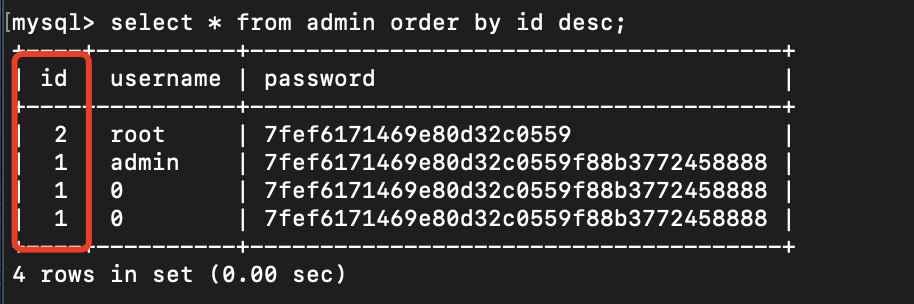 [mysql> select * from admin order by id desc;
+----+----------+----------------------------------+
| id | username | password                         |
+----+----------+----------------------------------+
| 2 | root | 7fef6171469e80d32c0559 |
| 1 | admin | 7fef6171469e80d32c0559f88b3772458888 |
| 1 | 0 | 7fef6171469e80d32c0559f88b3772458888 |
| 1 | 0 | 7fef6171469e80d32c0559f88b3772458888 |
+----+----------+----------------------------------+
4 rows in set (0.00 sec)